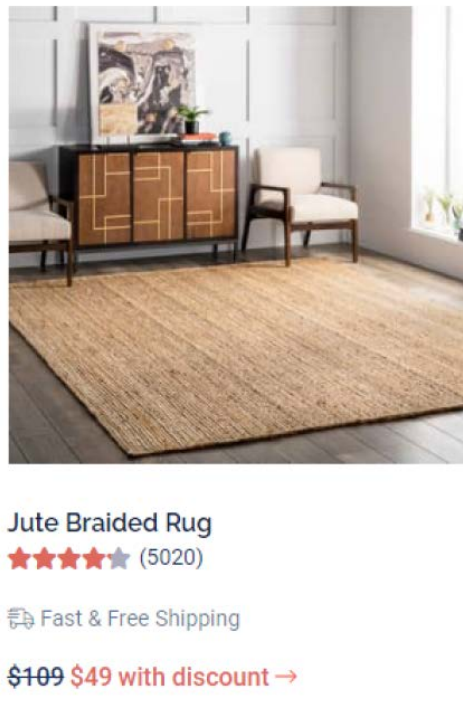 Jute Braided Rug
(5020)
Fast & Free Shipping
$109 $49 with discount →